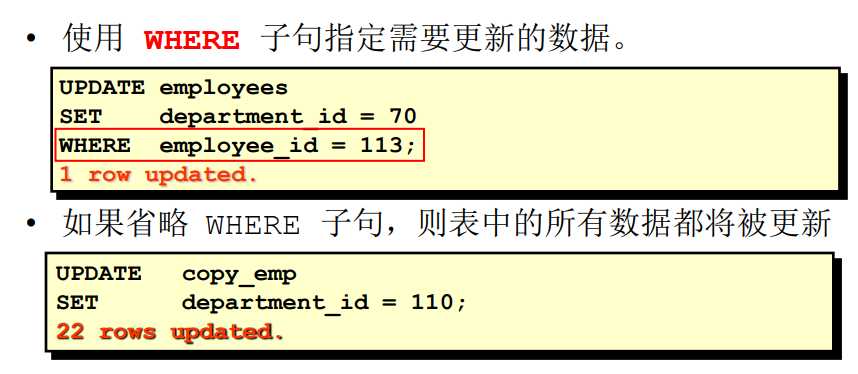 • 使用 WHERE 子句指定需要更新的数据。
UPDATE employees
SET    department_id = 70
WHERE  employee_id = 113;
1 row updated.
• 如果省略 WHERE 子句，则表中的所有数据都将被更新
UPDATE   copy_emp
SET      department_id = 110;
22 rows updated.